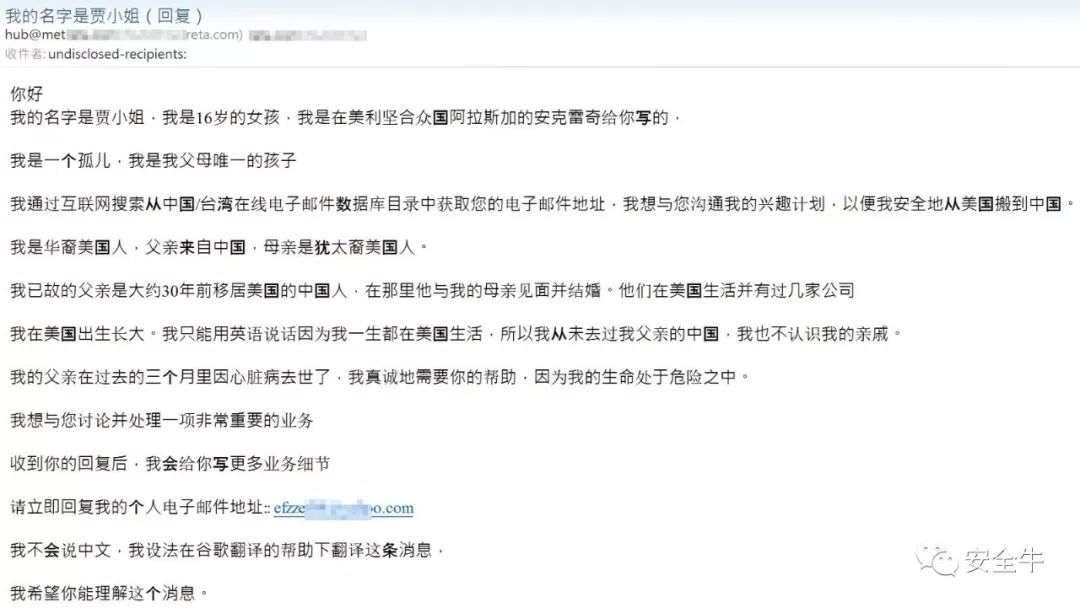 我的名字是贾小姐（回复）
hub@met reta.com)
收件者: undisclosed-recipients:
你好
我的名字是贾小姐，我是16岁的女孩，我是在美利坚合众国阿拉斯加的安克雷奇给你写的，
我是一个孤儿，我是我父母唯一的孩子
我通过互联网搜索从中国/台湾在线电子邮件数据库目录中获取您的电子邮件地址，我想与您沟通我的兴趣计划，以便我安全地从美国搬到中国。
我是华裔美国人，父亲来自中国，母亲是犹太裔美国人。
我已故的父亲是大约30年前移居美国的中国人，在那里他与我的母亲见面并结婚。他们在美国生活并有过几家公司
我在美国出生长大。我只能用英语说话因为我一生都在美国生活，所以我从未去过我父亲的中国，我也不认识我的亲戚。
我的父亲在过去的三个月里因心脏病去世了，我真诚地需要你的帮助，因为我的生命处于危险之中。
我想与您讨论并处理一项非常重要的业务
收到你的回复后，我会给你写更多业务细节
请立即回复我的个人电子邮件地址:: efzze oo.com
我不会说中文，我设法在谷歌翻译的帮助下翻译这条消息，
我希望你能理解这个消息。
安全牛